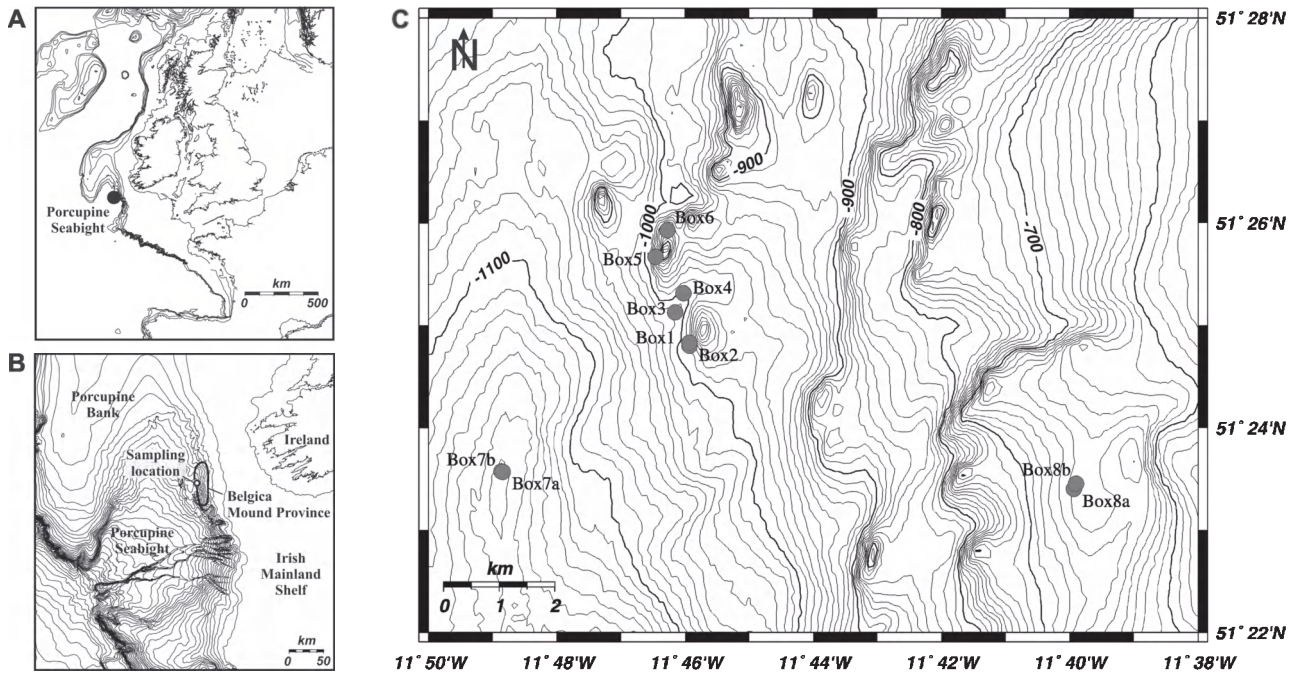 A
Porcupine
Seabight
km
0 500
B
Porcupine
Bank
Ireland
Sampling
location
Belgica
Mound Province
Porcupine
Seabight
Irish
Mainland
Shelf
km
0 50
C
N
51° 28'N
-900
-900
-800
-1000
Box6
51° 26'N
-700
Box5
-1100
Box4
Box3
Box1
Box2
51° 24'N
Box7b
Box7a
Box8b
Box8a
km
0 1 2
51° 22'N
11° 50'W 11° 48'W 11° 46'W 11° 44'W 11° 42'W 11° 40'W 11° 38'W